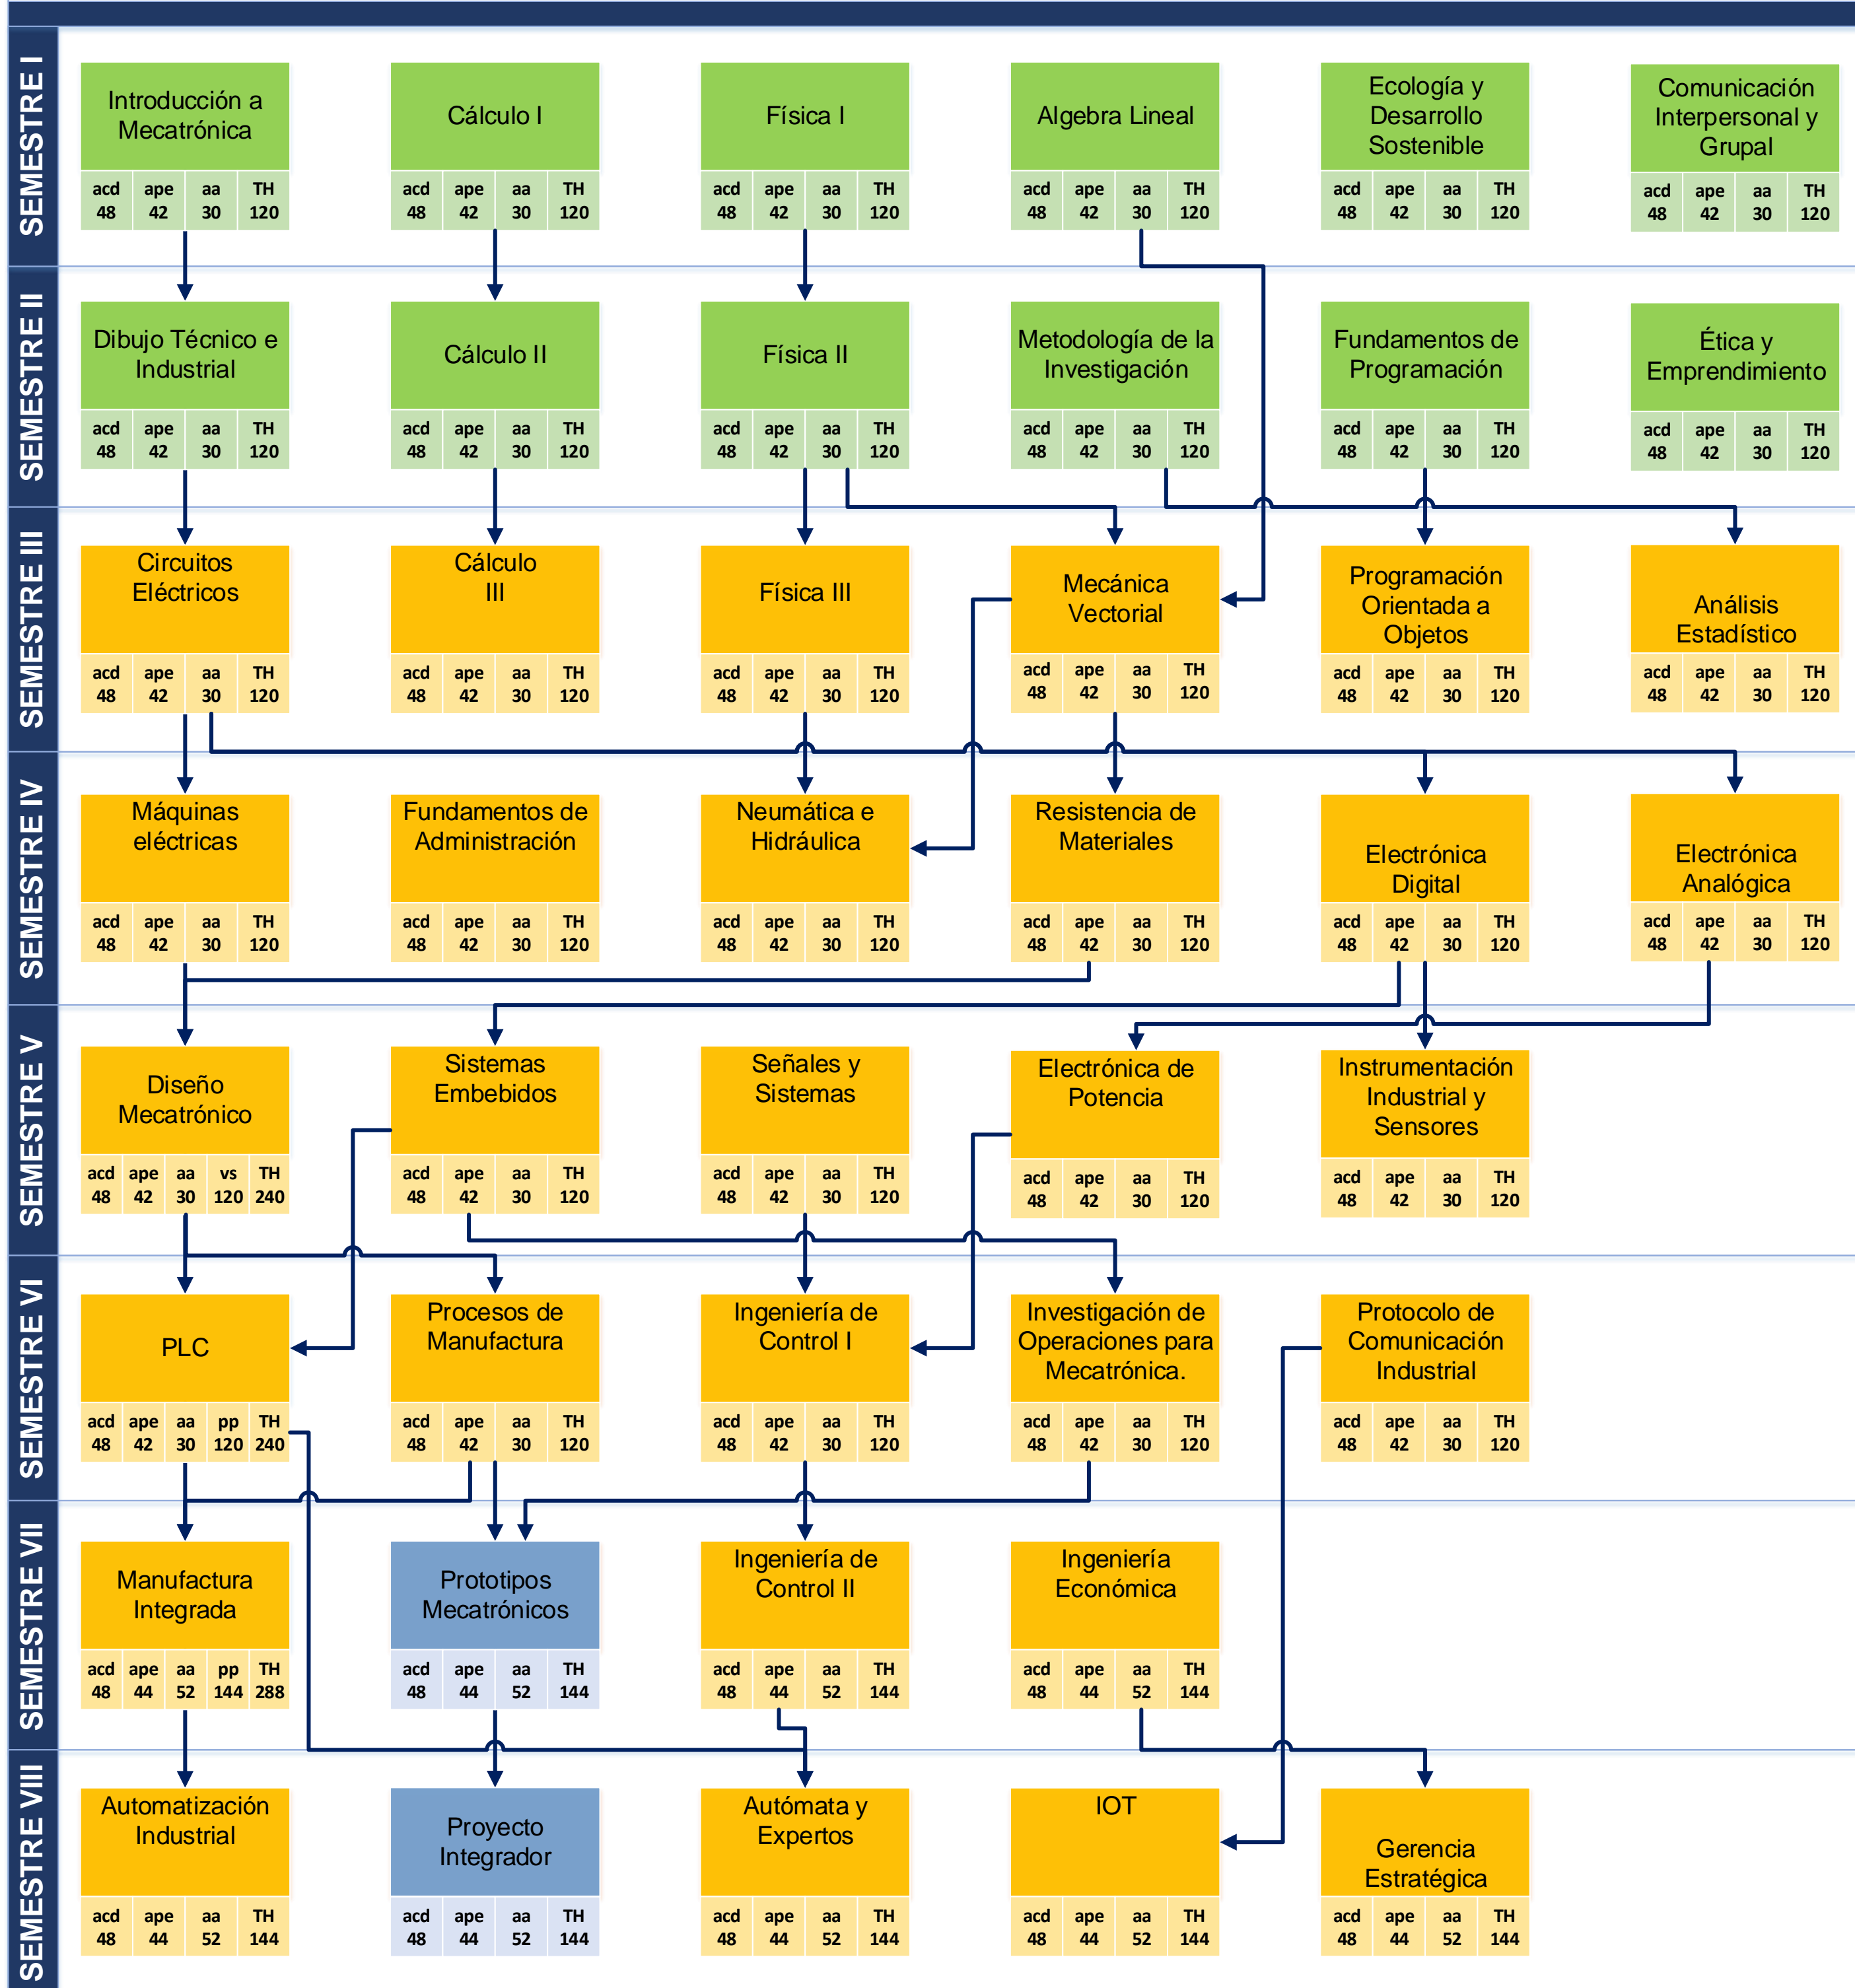 SEMESTRE I
Introducción a
Mecatrónica
acd ape aa TH
48 42 30 120
Cálculo I
acd ape aa TH
48 42 30 120
Física I
acd ape aa TH
48 42 30 120
Algebra Lineal
acd ape aa TH
48 42 30 120
Ecología y
Desarrollo
Sostenible
acd ape aa TH
48 42 30 120
Comunicación
Interpersonal y
Grupal
acd ape aa TH
48 42 30 120
SEMESTRE II
Dibujo Técnico e
Industrial
acd ape aa TH
48 42 30 120
Cálculo II
acd ape aa TH
48 42 30 120
Física II
acd ape aa TH
48 42 30 120
Metodología de la
Investigación
acd ape aa TH
48 42 30 120
Fundamentos de
Programación
acd ape aa TH
48 42 30 120
Ética y
Emprendimiento
acd ape aa TH
48 42 30 120
SEMESTRE III
Circuitos
Eléctricos
acd ape aa TH
48 42 30 120
Cálculo
III
acd ape aa TH
48 42 30 120
Física III
acd ape aa TH
48 42 30 120
Mecánica
Vectorial
acd ape aa TH
48 42 30 120
Programación
Orientada a
Objetos
acd ape aa TH
48 42 30 120
Análisis
Estadístico
acd ape aa TH
48 42 30 120
SEMESTRE IV
Máquinas
eléctricas
acd ape aa TH
48 42 30 120
Fundamentos de
Administración
acd ape aa TH
48 42 30 120
Neumática e
Hidráulica
acd ape aa TH
48 42 30 120
Resistencia de
Materiales
acd ape aa TH
48 42 30 120
Electrónica
Digital
acd ape aa TH
48 42 30 120
Electrónica
Analógica
acd ape aa TH
48 42 30 120
SEMESTRE V
Diseño
Mecatrónico
acd ape aa vs TH
48 42 30 120 240
Sistemas
Embebidos
acd ape aa TH
48 42 30 120
Señales y
Sistemas
acd ape aa TH
48 42 30 120
Electrónica de
Potencia
acd ape aa TH
48 42 30 120
Instrumentación
Industrial y
Sensores
acd ape aa TH
48 42 30 120
SEMESTRE VI
PLC
acd ape aa pp TH
48 42 30 120 240
Procesos de
Manufactura
acd ape aa TH
48 42 30 120
Ingeniería de
Control I
acd ape aa TH
48 42 30 120
Investigación de
Operaciones para
Mecatrónica.
acd ape aa TH
48 42 30 120
Protocolo de
Comunicación
Industrial
acd ape aa TH
48 42 30 120
SEMESTRE VII
Manufactura
Integrada
acd ape aa pp TH
48 44 52 144 288
Prototipos
Mecatrónicos
acd ape aa TH
48 44 52 144
Ingeniería de
Control II
acd ape aa TH
48 44 52 144
Ingeniería
Económica
acd ape aa TH
48 44 52 144
SEMESTRE VIII
Automatización
Industrial
acd ape aa TH
48 44 52 144
Proyecto
Integrador
acd ape aa TH
48 44 52 144
Autómata y
Expertos
acd ape aa TH
48 44 52 144
IOT
acd ape aa TH
48 44 52 144
Gerencia
Estratégica
acd ape aa TH
48 44 52 144